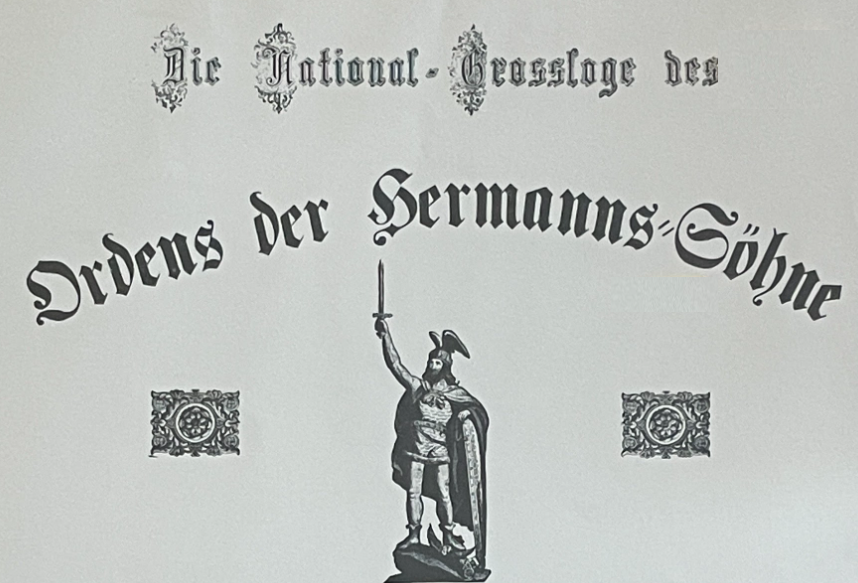 Die National-Grossloge des
Ordens der Hermanns-Söhne